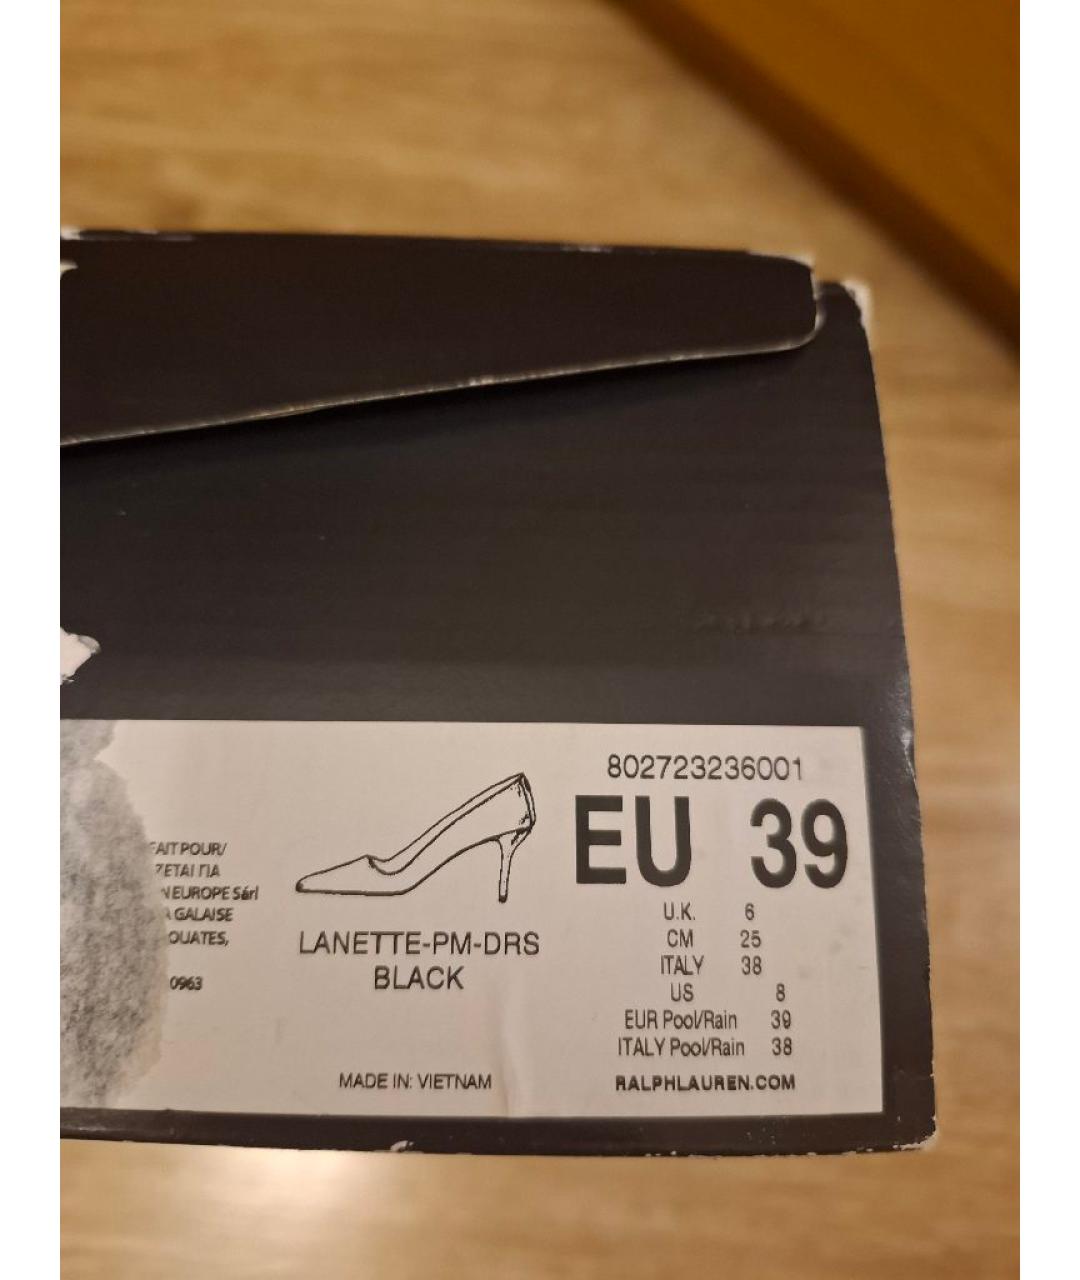 FAIT POUR/
ΖΕΤΑΙ ΓΙΑ
N EUROPE Sárl
A GALAISE
OUATES,
0963
LANETTE-PM-DRS
BLACK
MADE IN: VIETNAM
802723236001
EU 39
U.K. 6
CM 25
ITALY 38
US 8
EUR Pool/Rain 39
ITALY Pool/Rain 38
RALPHLAUREN.COM